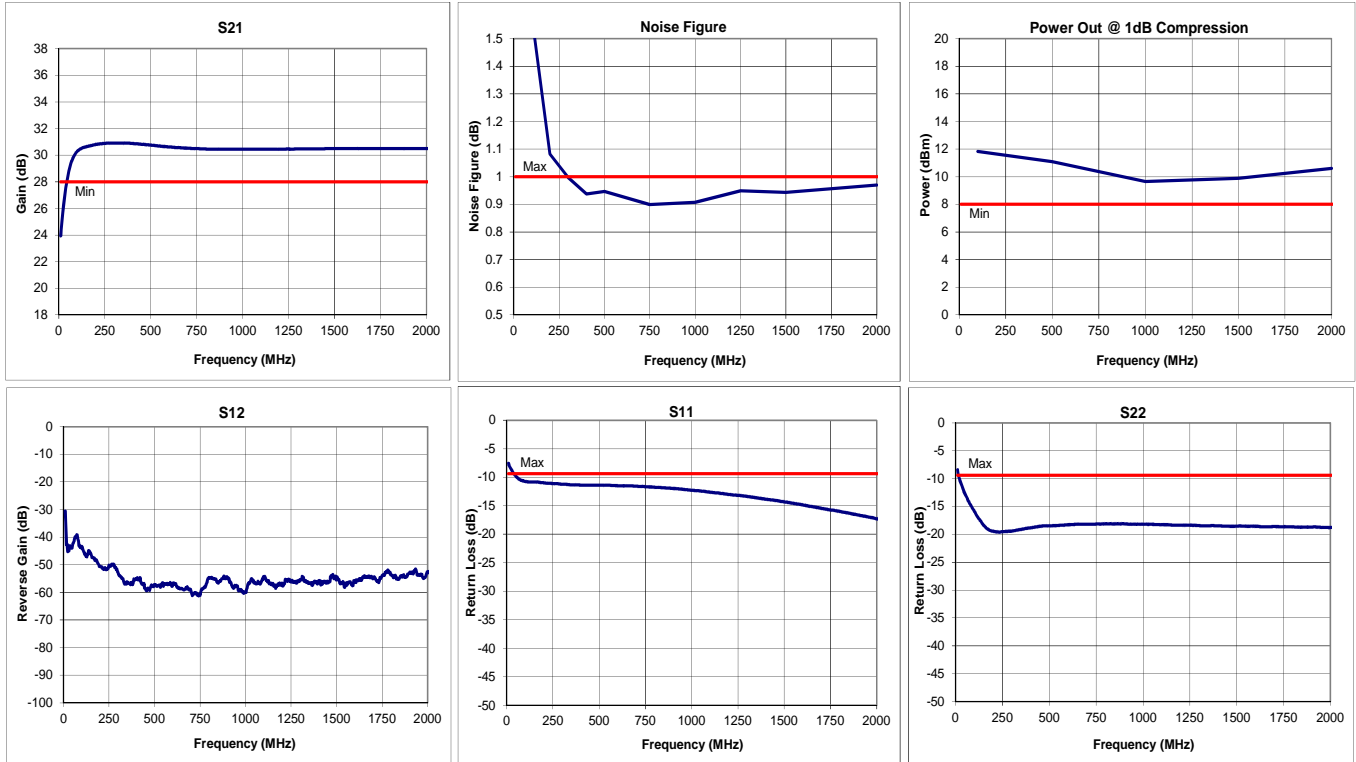 S21
Gain (dB)
38
36
34
32
30
28
26
24
22
20
18
Min
0 250 500 750 1000 1250 1500 1750 2000
Frequency (MHz)
Noise Figure
Noise Figure (dB)
1.5
1.4
1.3
1.2
1.1
1
0.9
0.8
0.7
0.6
0.5
Max
0 250 500 750 1000 1250 1500 1750 2000
Frequency (MHz)
Power Out @ 1dB Compression
Power (dBm)
20
18
16
14
12
10
8
6
4
2
0
Min
0 250 500 750 1000 1250 1500 1750 2000
Frequency (MHz)
S12
Reverse Gain (dB)
0
-10
-20
-30
-40
-50
-60
-70
-80
-90
-100
0 250 500 750 1000 1250 1500 1750 2000
Frequency (MHz)
S11
Return Loss (dB)
0
-5
-10
-15
-20
-25
-30
-35
-40
-45
-50
Max
0 250 500 750 1000 1250 1500 1750 2000
Frequency (MHz)
S22
Return Loss (dB)
0
-5
-10
-15
-20
-25
-30
-35
-40
-45
-50
Max
0 250 500 750 1000 1250 1500 1750 2000
Frequency (MHz)